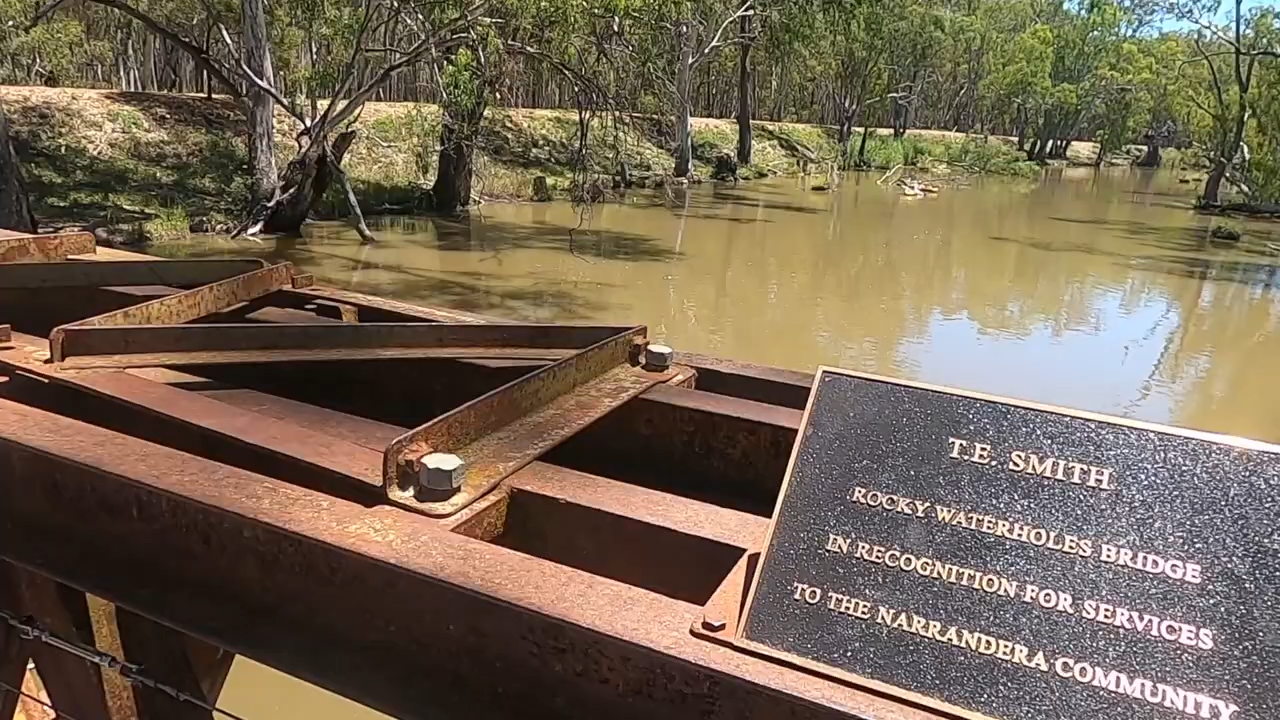 T.E. SMITH
ROCKY WATERHOLES BRIDGE
IN RECOGNITION FOR SERVICES
TO THE NARRANDERA COMMUNITY